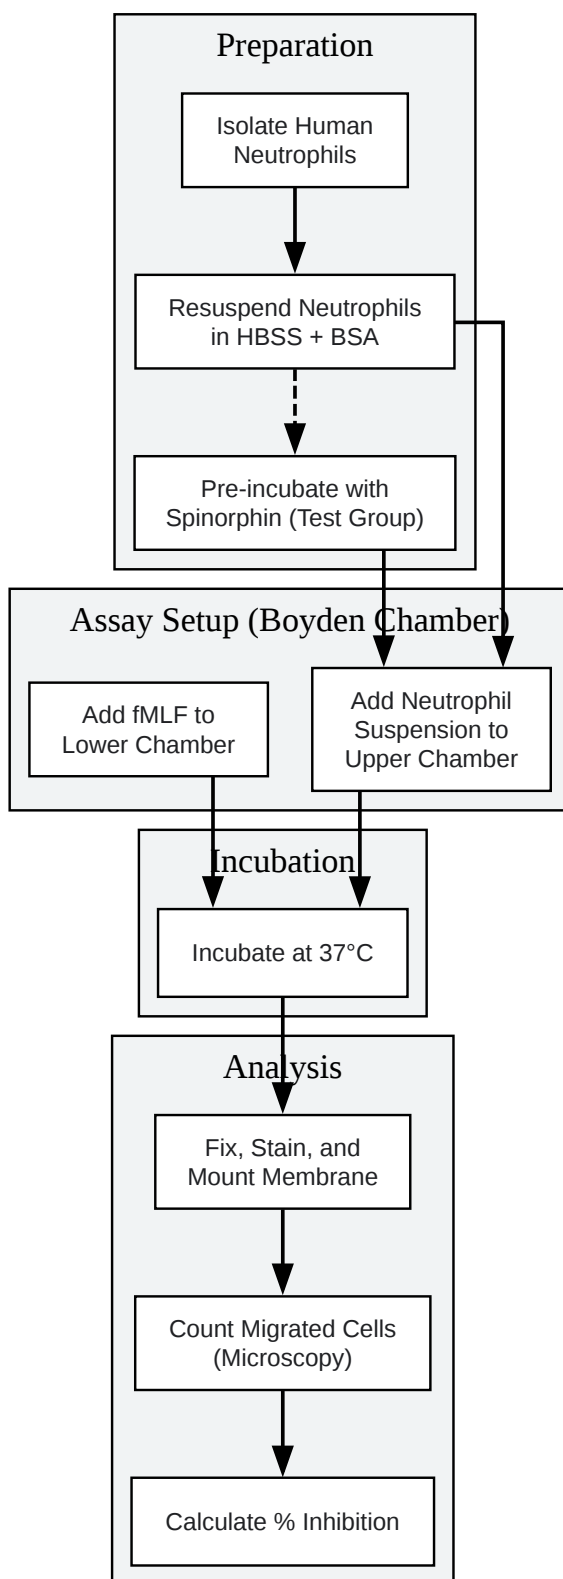 Preparation
Isolate Human
Neutrophils
Resuspend Neutrophils
in HBSS + BSA
Pre-incubate with
Spinorphin (Test Group)
Assay Setup (Boyden Chamber)
Add fMLF to
Lower Chamber
Add Neutrophil
Suspension to
Upper Chamber
Incubation
Incubate at 37°C
Analysis
Fix, Stain, and
Mount Membrane
Count Migrated Cells
(Microscopy)
Calculate % Inhibition